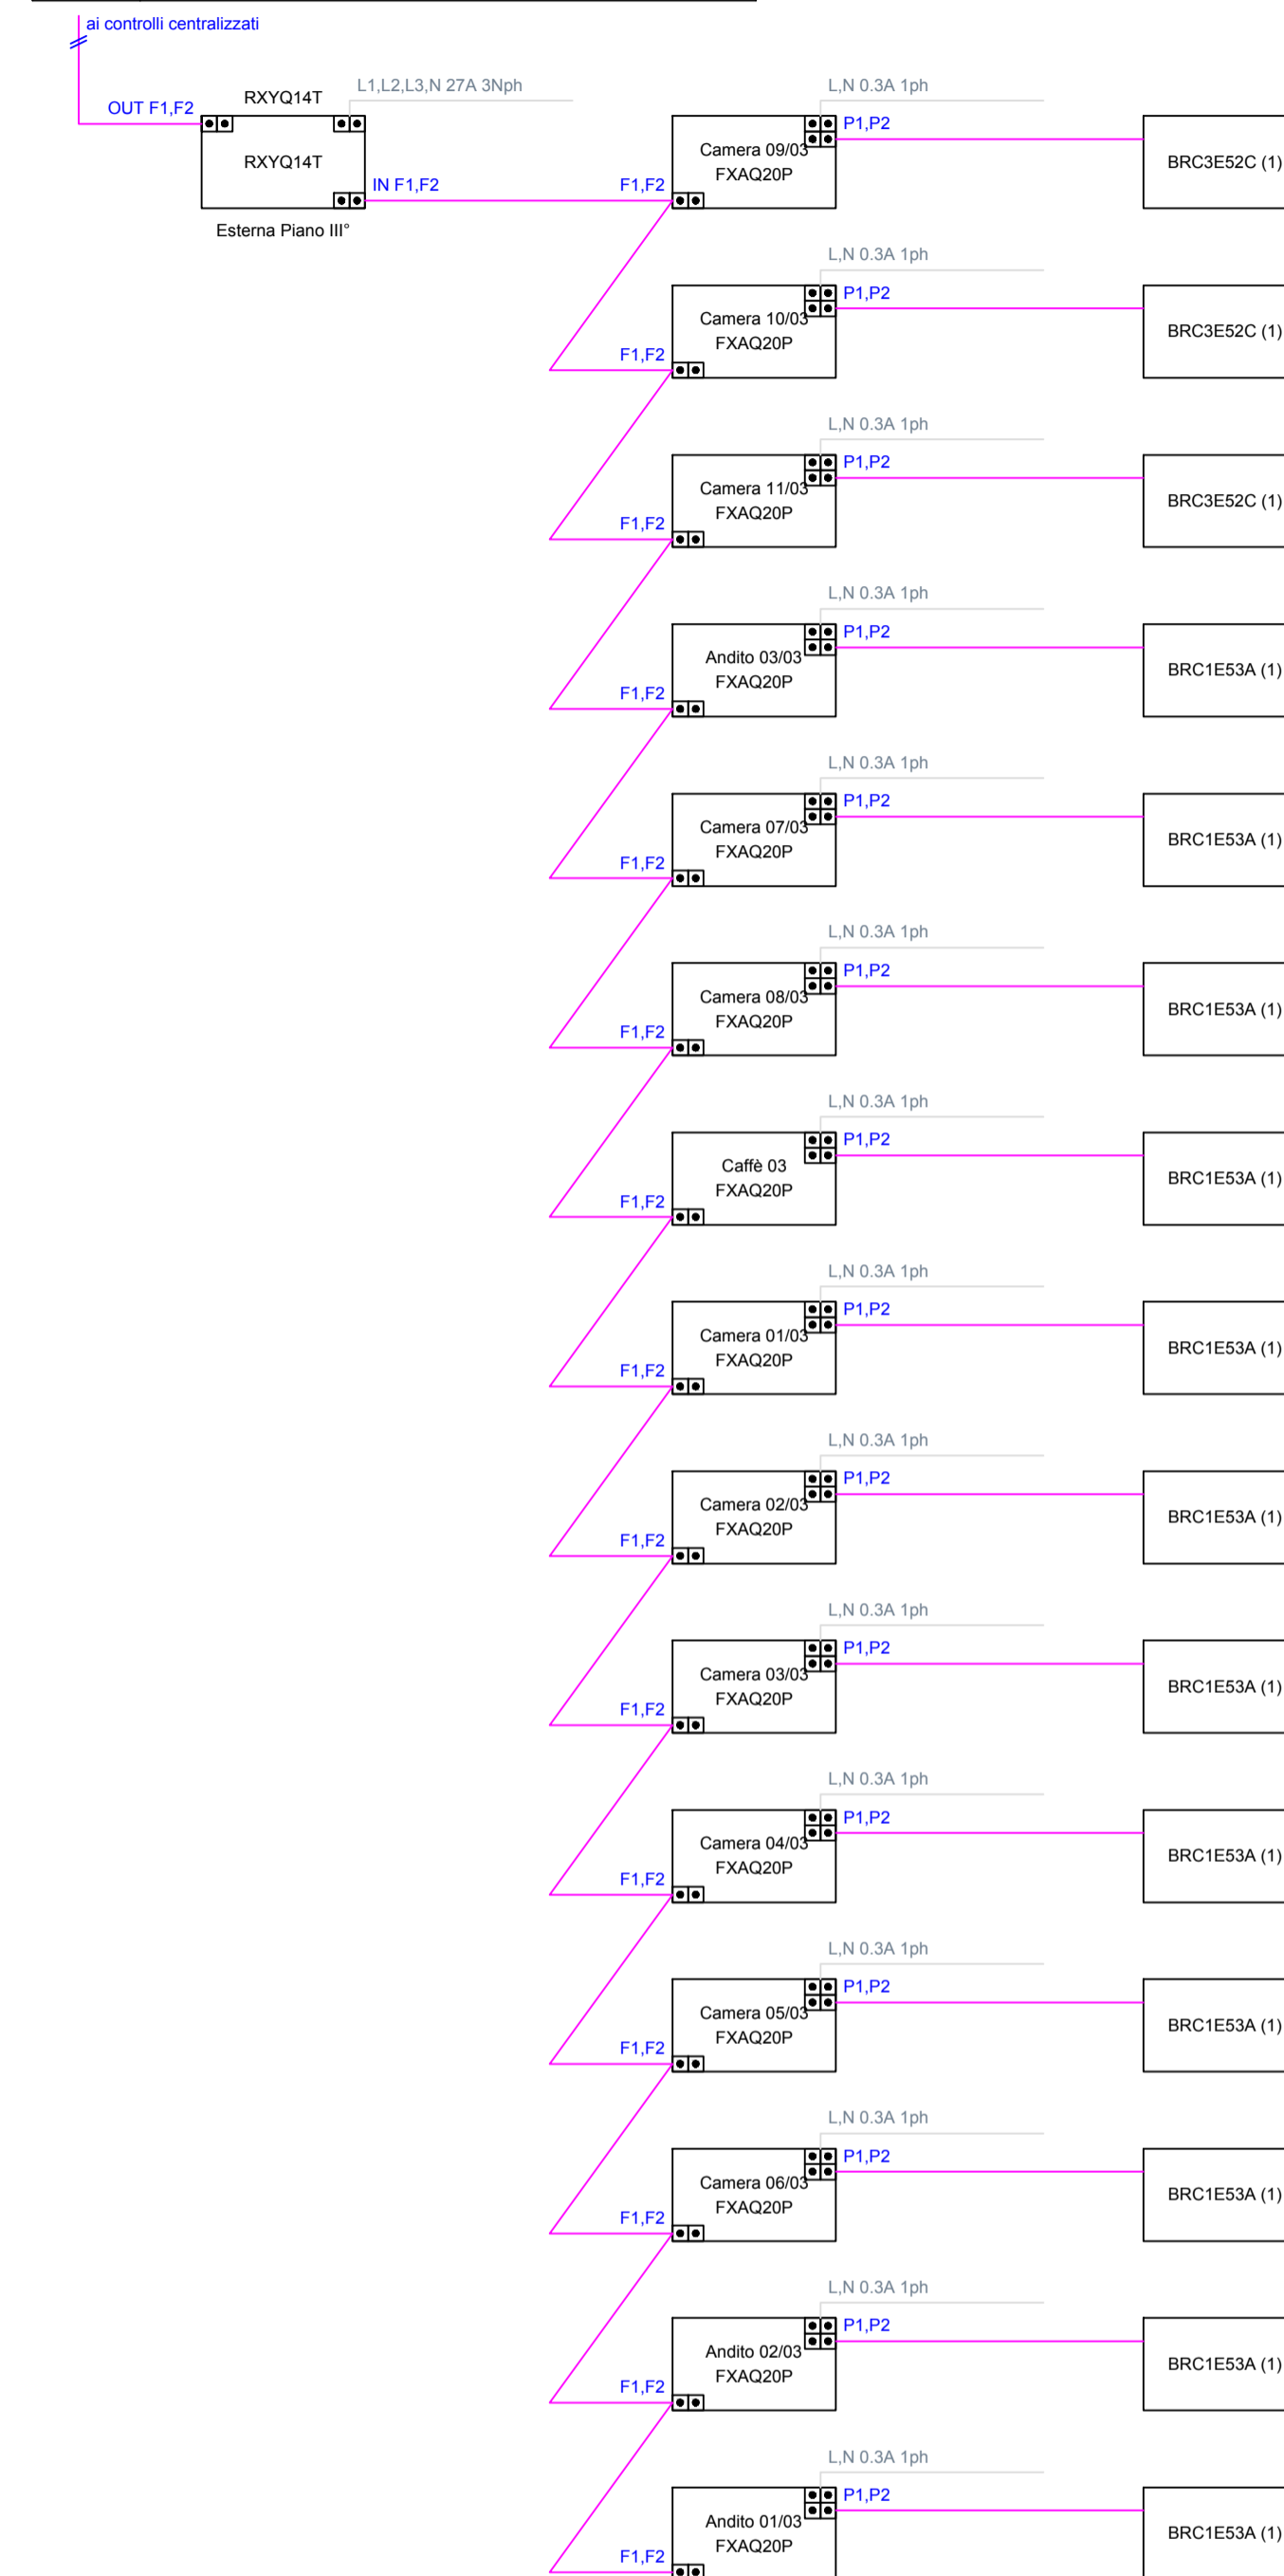 ai controlli centralizzati
OUT F1,F2
RXYQ14T
L1,L2,L3,N 27A 3Nph
RXYQ14T
IN F1,F2
Esterna Piano III°
L,N 0.3A 1ph
P1,P2
Camera 09/03
FXAQ20P
F1,F2
BRC3E52C (1)
L,N 0.3A 1ph
P1,P2
Camera 10/03
FXAQ20P
F1,F2
BRC3E52C (1)
L,N 0.3A 1ph
P1,P2
Camera 11/03
FXAQ20P
F1,F2
BRC3E52C (1)
L,N 0.3A 1ph
P1,P2
Andito 03/03
FXAQ20P
F1,F2
BRC1E53A (1)
L,N 0.3A 1ph
P1,P2
Camera 07/03
FXAQ20P
F1,F2
BRC1E53A (1)
L,N 0.3A 1ph
P1,P2
Camera 08/03
FXAQ20P
F1,F2
BRC1E53A (1)
L,N 0.3A 1ph
P1,P2
Caffè 03
FXAQ20P
F1,F2
BRC1E53A (1)
L,N 0.3A 1ph
P1,P2
Camera 01/03
FXAQ20P
F1,F2
BRC1E53A (1)
L,N 0.3A 1ph
P1,P2
Camera 02/03
FXAQ20P
F1,F2
BRC1E53A (1)
L,N 0.3A 1ph
P1,P2
Camera 03/03
FXAQ20P
F1,F2
BRC1E53A (1)
L,N 0.3A 1ph
P1,P2
Camera 04/03
FXAQ20P
F1,F2
BRC1E53A (1)
L,N 0.3A 1ph
P1,P2
Camera 05/03
FXAQ20P
F1,F2
BRC1E53A (1)
L,N 0.3A 1ph
P1,P2
Camera 06/03
FXAQ20P
F1,F2
BRC1E53A (1)
L,N 0.3A 1ph
P1,P2
Andito 02/03
FXAQ20P
F1,F2
BRC1E53A (1)
L,N 0.3A 1ph
P1,P2
Andito 01/03
FXAQ20P
F1,F2
BRC1E53A (1)